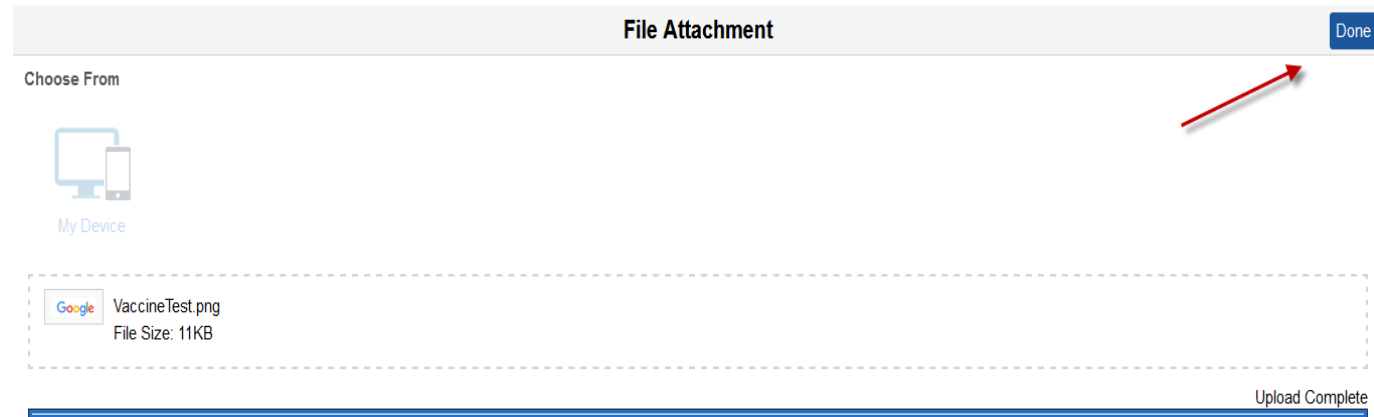 File Attachment
Done
Choose From
My Device
Google
VaccineTest.png
File Size: 11KB
Upload Complete